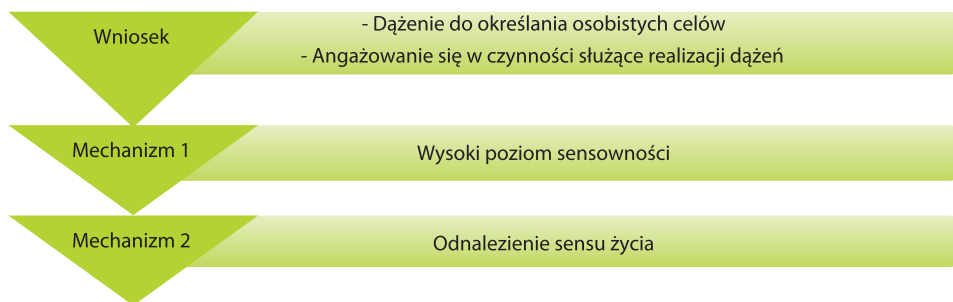 Wniosek
- Dążenie do określania osobistych celów
- Angażowanie się w czynności służące realizacji dążeń
Mechanizm 1
Wysoki poziom sensowności
Mechanizm 2
Odnalezienie sensu życia